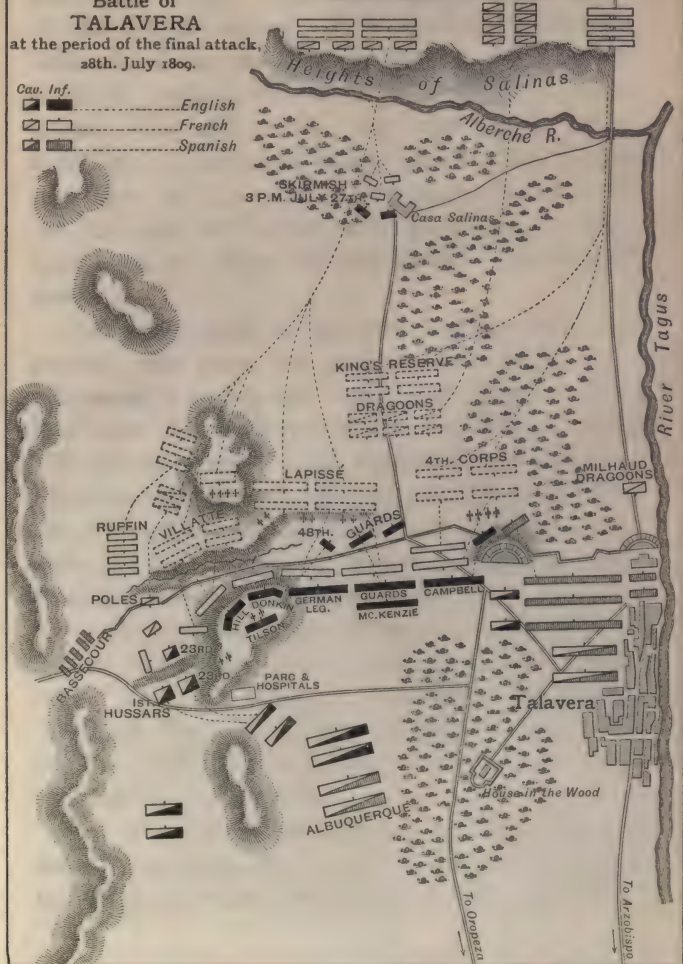 Battle of
TALAVERA
at the period of the final attack,
28th. July 1809.
Cav. Inf.
English
French
Spanish
Heights of Salinas
Alberche R.
SKIRMISH
3 P.M. JULY 27TH.
Casa Salinas
River Tagus
KING'S RESERVE
DRAGOONS
4TH. CORPS
LAPISSE
MILHAUD
DRAGOONS
RUFFIN
VILLATTE
48TH.
GUARDS
POLES
HILL
DONKIN
TILSON
GERMAN
LEG.
GUARDS
MC.KENZIE
CAMPBELL
BASSECOUR
23RD
23RD
1ST
HUSSARS
PARC &
HOSPITALS
Talavera
House in the Wood
ALBUQUERQUE
To Oropeza
To Arzobispo